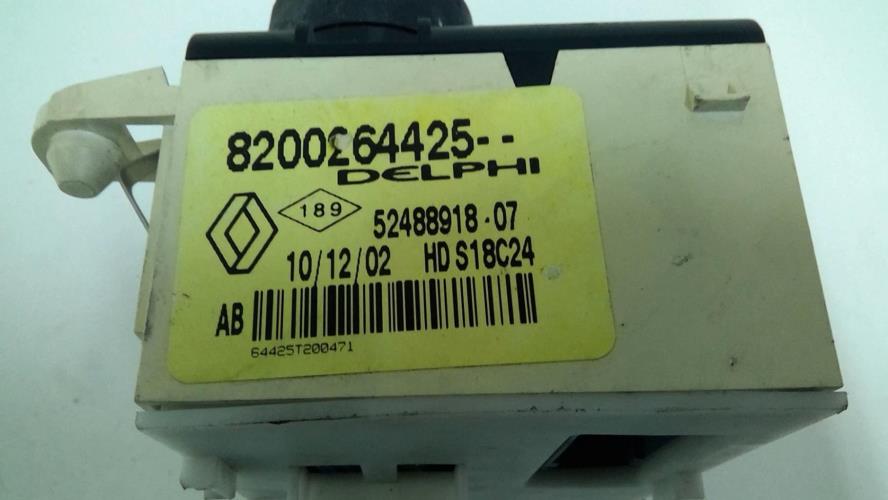 8200264425--
DELPHI
189
52488918-07
10/12/02 HD S18C24
AB
64425T200471